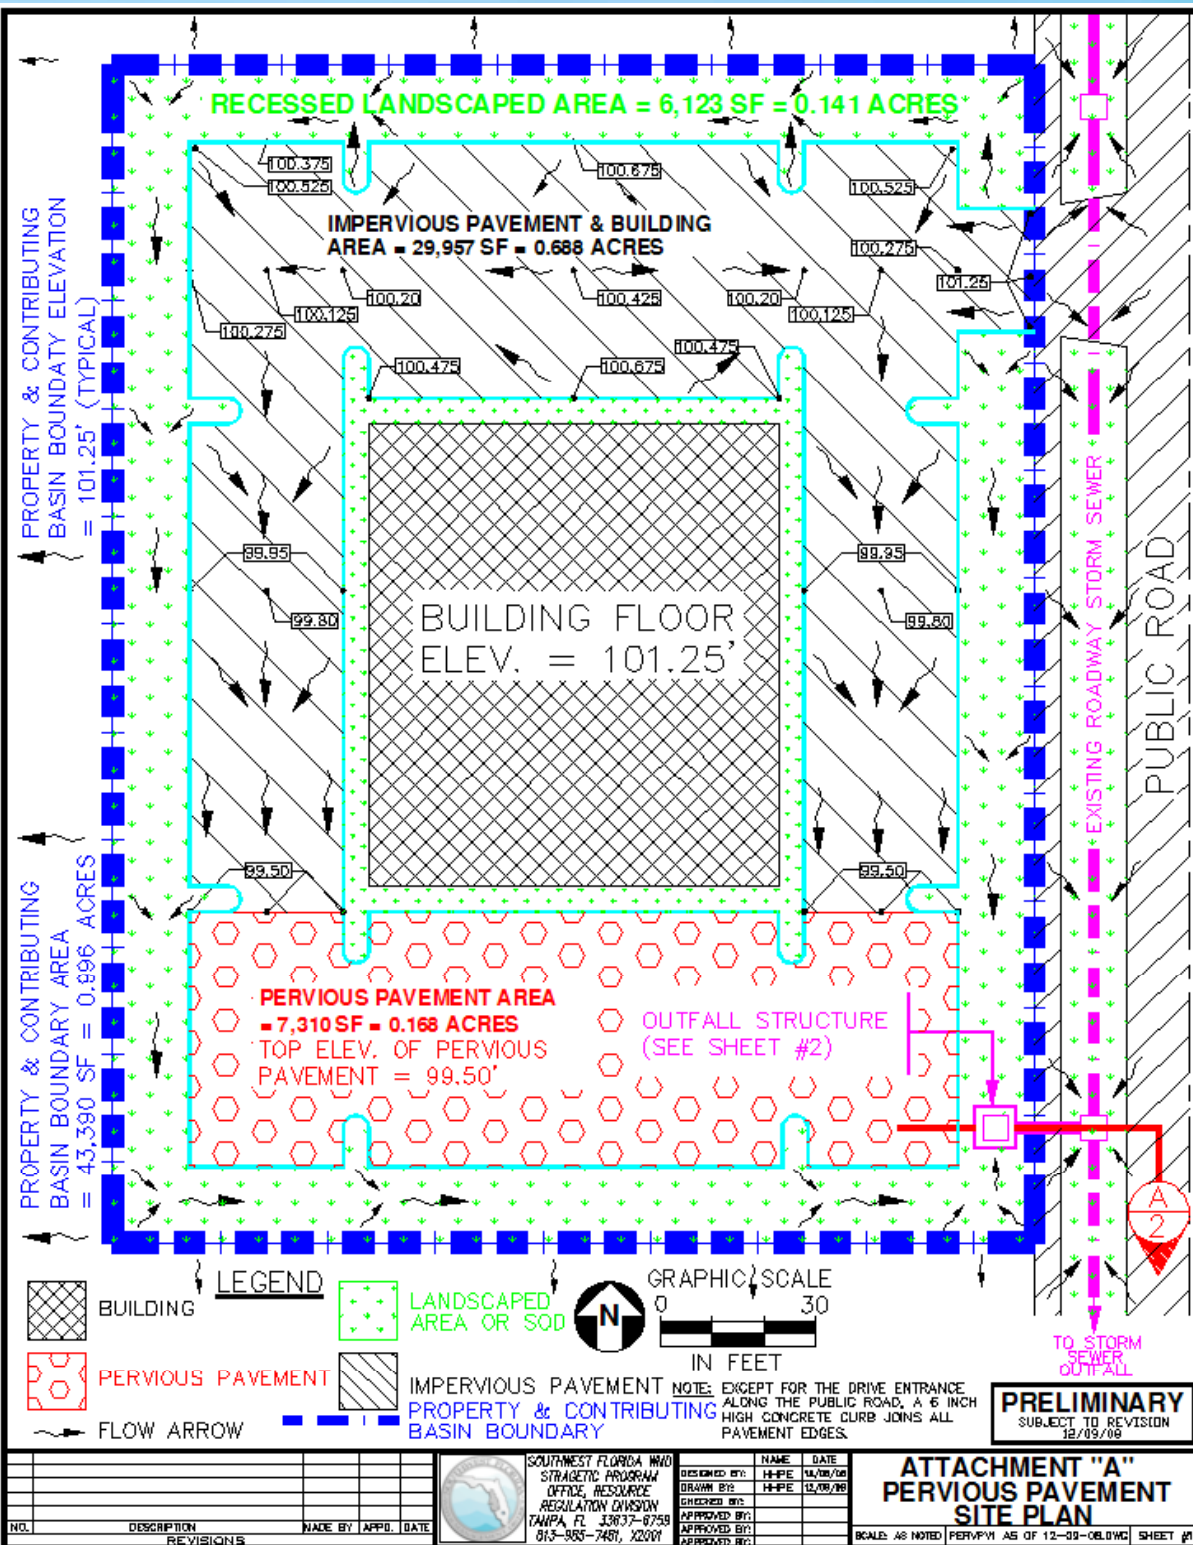 RECESSED LANDSCAPED AREA = 6,123 SF = 0.141 ACRES
100.375
100.525
100.675
100.525
IMPERVIOUS PAVEMENT & BUILDING
AREA = 29,957 SF = 0.688 ACRES
100.275
101.25
100.20
100.425
100.20
100.125
100.125
100.275
100.475
100.475
100.675
PROPERTY & CONTRIBUTING
BASIN BOUNDATY ELEVATION
= 101.25' (TYPICAL)
99.95
99.95
99.80
99.80
BUILDING FLOOR
ELEV. = 101.25'
EXISTING ROADWAY STORM SEWER
PUBLIC ROAD
99.50
99.50
PROPERTY & CONTRIBUTING
BASIN BOUNDARY AREA
= 43,390 SF = 0.996 ACRES
PERVIOUS PAVEMENT AREA
= 7,310 SF = 0.168 ACRES
TOP ELEV. OF PERVIOUS
PAVEMENT = 99.50'
OUTFALL STRUCTURE
(SEE SHEET #2)
A
2
LEGEND
BUILDING
LANDSCAPED
AREA OR SOD
PERVIOUS PAVEMENT
IMPERVIOUS PAVEMENT
FLOW ARROW
PROPERTY & CONTRIBUTING
BASIN BOUNDARY
N
GRAPHIC SCALE
0 30
IN FEET
TO STORM
SEWER
OUTFALL
NOTE: EXCEPT FOR THE DRIVE ENTRANCE
ALONG THE PUBLIC ROAD, A 6 INCH
HIGH CONCRETE CURB JOINS ALL
PAVEMENT EDGES.
PRELIMINARY
SUBJECT TO REVISION
12/09/08
NO. DESCRIPTION MADE BY APPD. DATE
REVISIONS
SOUTHWEST FLORIDA WMD
STRAGETIC PROGRAM
OFFICE, RESOURCE
REGULATION DIVISION
TAMPA, FL 33637-6759
813-985-7481, X2001
NAME DATE
DESIGNED BY: HHPE
DRAWN BY: HHPE
CHECKED BY:
APPROVED BY:
APPROVED BY:
APPROVED BY:
ATTACHMENT "A"
PERVIOUS PAVEMENT
SITE PLAN
SCALE: AS NOTED
SHEET #1